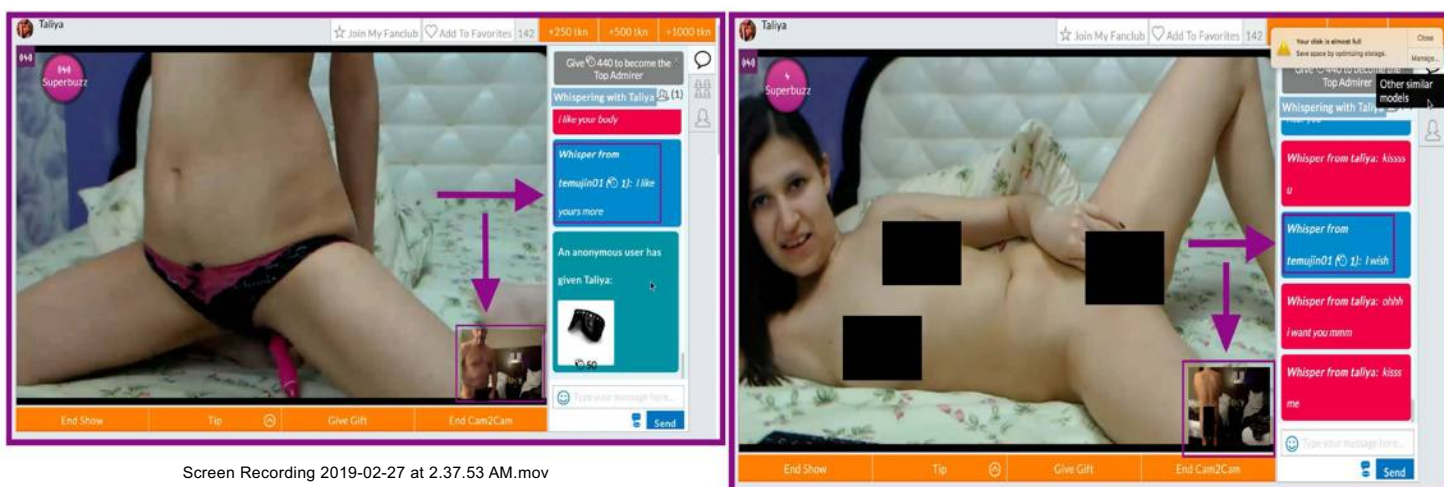 Taliya
Join My Fanclub
Add To Favorites
142
+250 tkn
+500 tkn
+1000 tkn
Superbuzz
Give 440 to become the
Top Admirer
Whispering with Taliya (1)
i like your body
Whisper from
temujin01 ( 1): I like
yours more
An anonymous user has
given Taliya:
50
Type your message here...
End Show
Tip
Give Gift
End Cam2Cam
Send
Screen Recording 2019-02-27 at 2.37.53 AM.mov
Taliya
Join My Fanclub
Add To Favorites
142
Your disk is almost full
Save space by optimizing storage.
Close
Manage...
Superbuzz
Top Admirer
Other similar
models
Whispering with Taliy
Whisper from taliya: kissss
u
Whisper from
temujin01 ( 1): I wish
Whisper from taliya: ohhh
i want you mmm
Whisper from taliya: kisss
me
Type your message here...
End Show
Tip
Give Gift
End Cam2Cam
Send